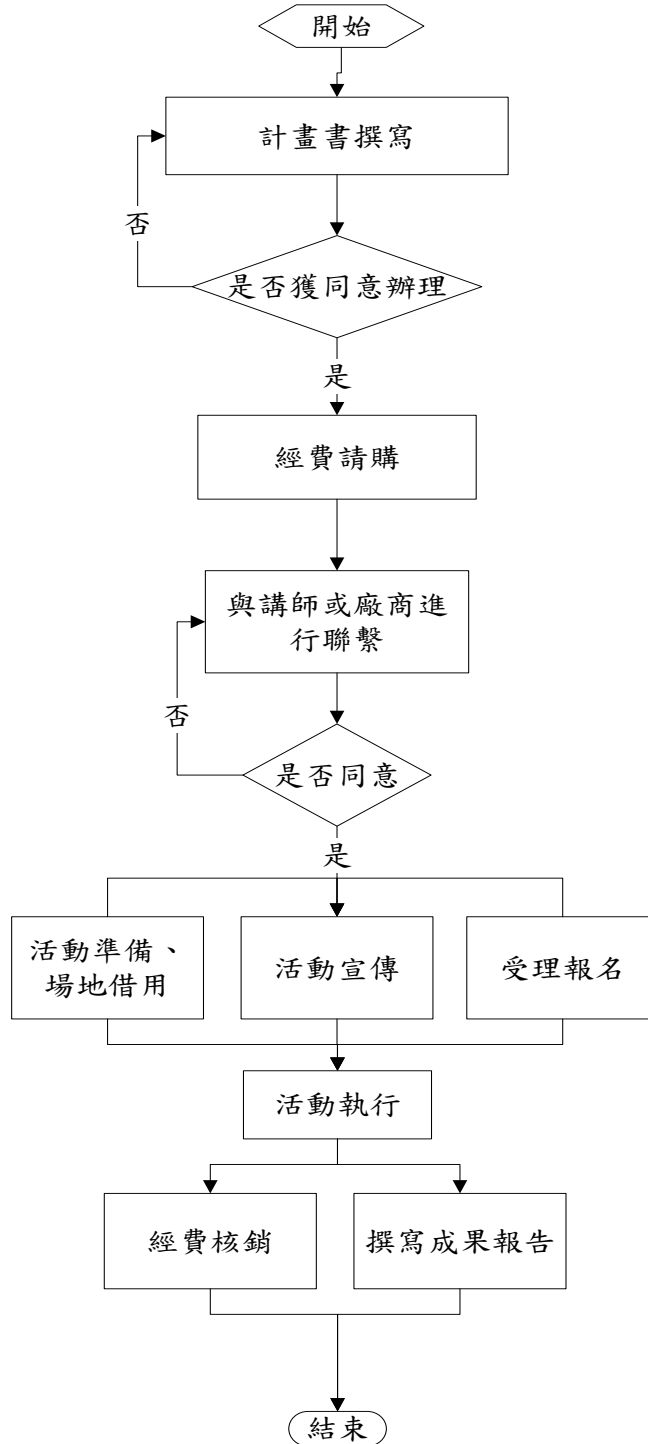 開始
計畫書撰寫
否
是否獲同意辦理
是
經費請購
與講師或廠商進
行聯繫
否
是否同意
是
活動準備、
場地借用
活動宣傳
受理報名
活動執行
經費核銷
撰寫成果報告
結束